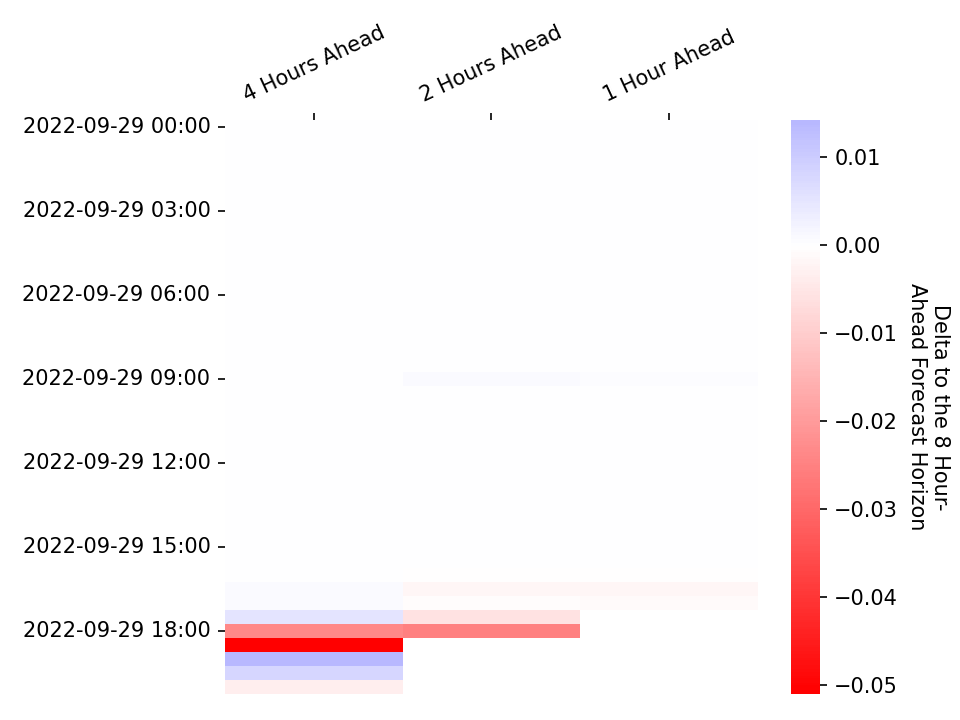 4 Hours Ahead
2 Hours Ahead
1 Hour Ahead
2022-09-29 00:00
2022-09-29 03:00
2022-09-29 06:00
2022-09-29 09:00
2022-09-29 12:00
2022-09-29 15:00
2022-09-29 18:00
0.01
0.00
−0.01
−0.02
−0.03
−0.04
−0.05
Delta to the 8 Hour-
Ahead Forecast Horizon